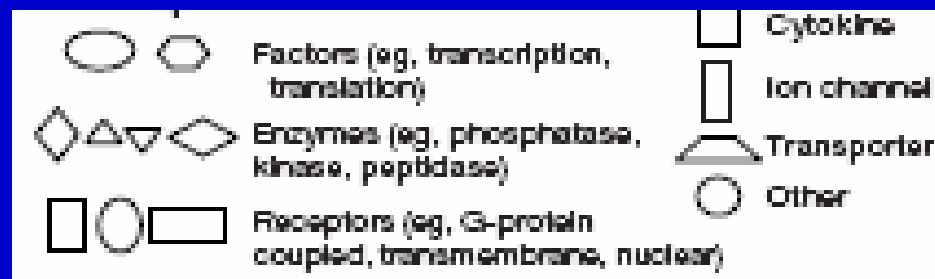 Factors (eg, transcription,
translation)
Enzymes (eg, phosphatase,
kinase, peptidase)
Receptors (eg, G-protein
coupled, transmembrane, nuclear)
Cytokine
Ion channel
Transporter
Other